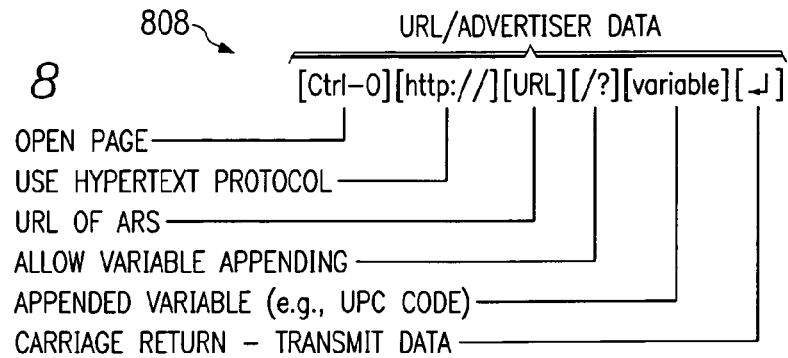 808
URL/ADVERTISER DATA
8
[Ctrl-O][http://][URL][/?][variable][↵]
OPEN PAGE
USE HYPERTEXT PROTOCOL
URL OF ARS
ALLOW VARIABLE APPENDING
APPENDED VARIABLE (e.g., UPC CODE)
CARRIAGE RETURN - TRANSMIT DATA